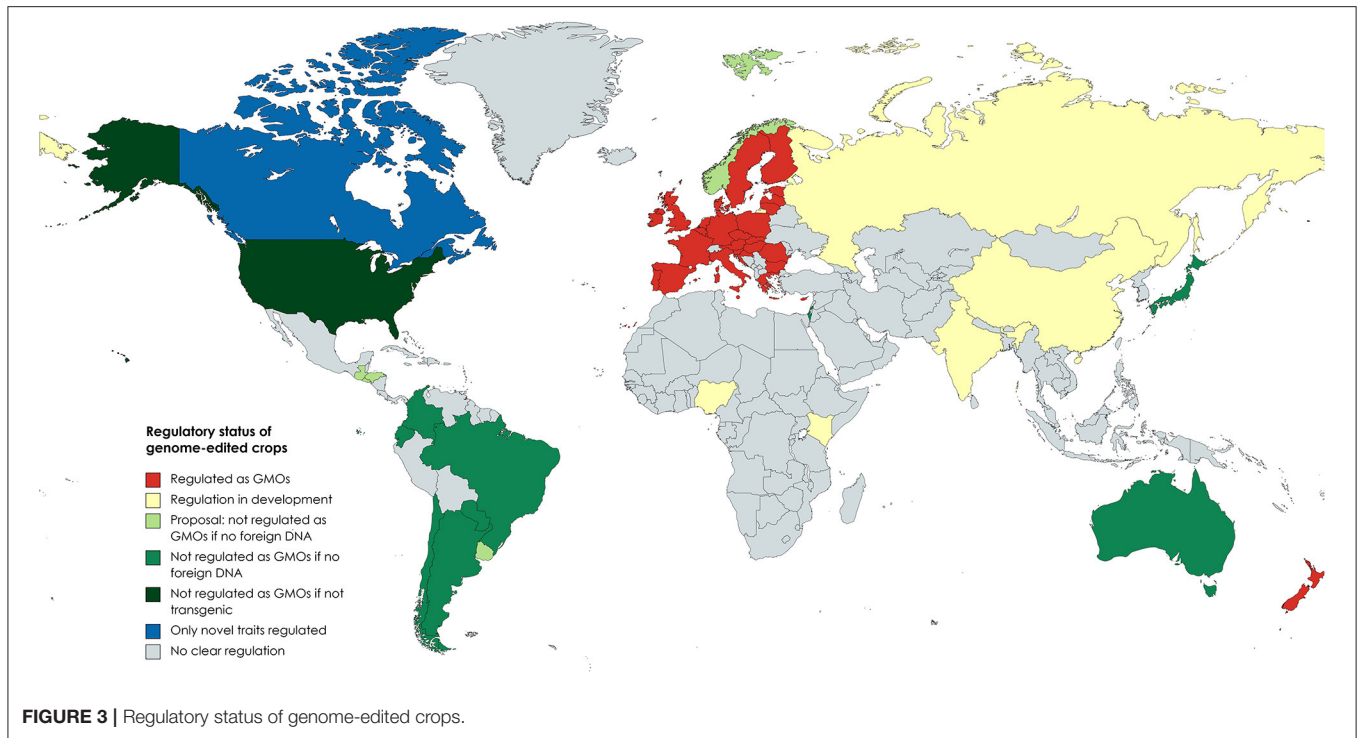 Regulatory status of
genome-edited crops
Regulated as GMOs
Regulation in development
Proposal: not regulated as
GMOs if no foreign DNA
Not regulated as GMOs if no
foreign DNA
Not regulated as GMOs if not
transgenic
Only novel traits regulated
No clear regulation
FIGURE 3 | Regulatory status of genome-edited crops.